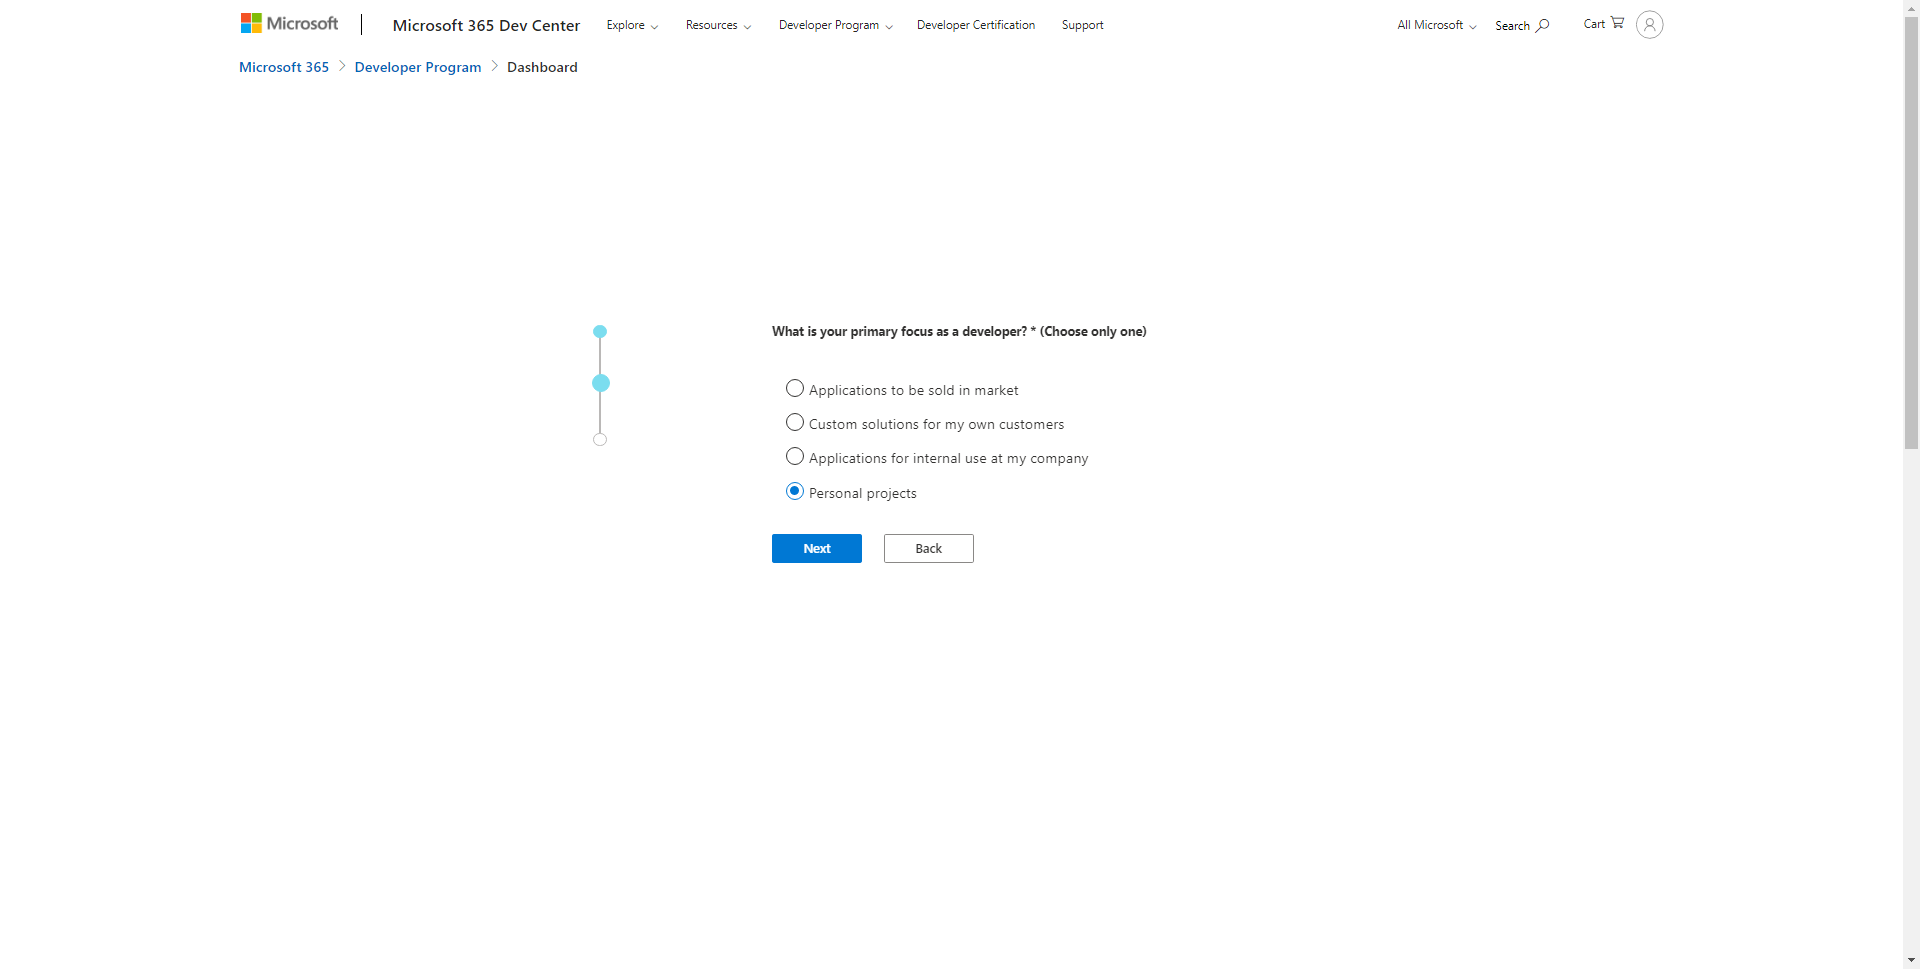 Microsoft
Microsoft 365 Dev Center
Explore
Resources
Developer Program
Developer Certification
Support
All Microsoft
Search
Cart
Microsoft 365 > Developer Program > Dashboard
What is your primary focus as a developer? * (Choose only one)
Applications to be sold in market
Custom solutions for my own customers
Applications for internal use at my company
Personal projects
Next
Back